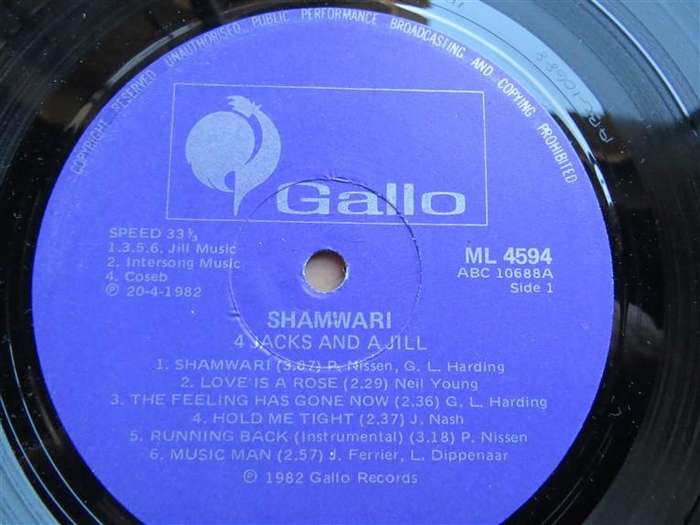 COPYRIGHT RESERVED UNAUTHORISED PUBLIC PERFORMANCE BROADCASTING AND COPYING PROHIBITED
Gallo
SPEED 33 ⅓
1.3.5.6. Jill Music
2. Intersong Music
4. Coseb
℗ 20-4-1982
ML 4594
ABC 10688A
Side 1
SHAMWARI
4 JACKS AND A JILL
1. SHAMWARI (3.07) P. Nissen, G. L. Harding
2. LOVE IS A ROSE (2.29) Neil Young
3. THE FEELING HAS GONE NOW (2.36) G. L. Harding
4. HOLD ME TIGHT (2.37) J. Nash
5. RUNNING BACK (Instrumental) (3.18) P. Nissen
6. MUSIC MAN (2.57) J. Ferrier, L. Dippenaar
℗ 1982 Gallo Records